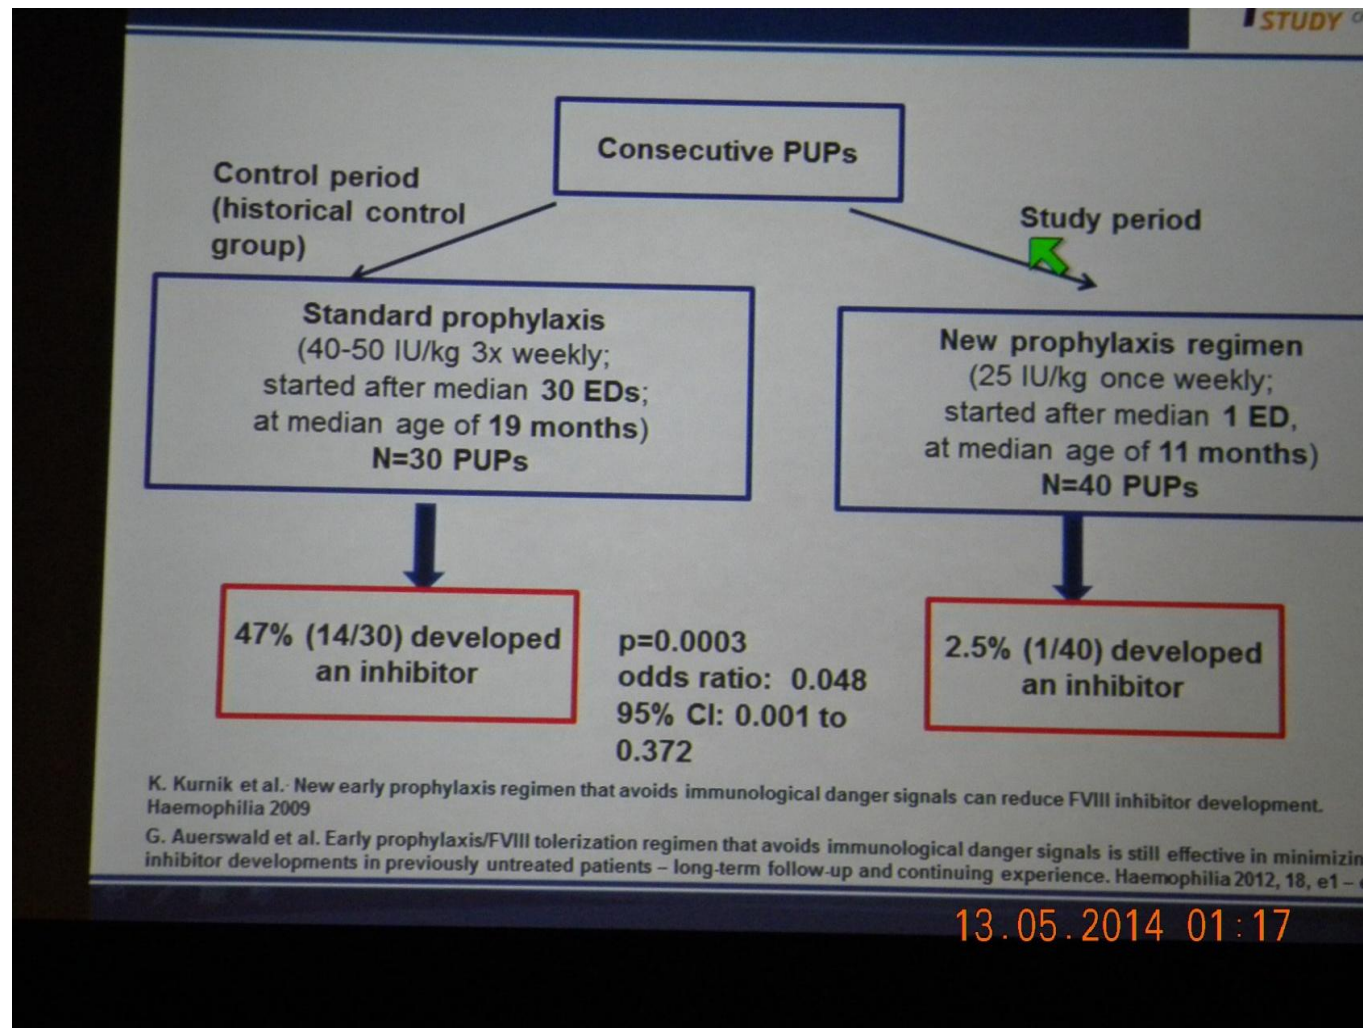 STUDY
Consecutive PUPs
Control period
(historical control
group)
Study period
Standard prophylaxis
(40-50 IU/kg 3x weekly;
started after median 30 EDs;
at median age of 19 months)
N=30 PUPs
New prophylaxis regimen
(25 IU/kg once weekly;
started after median 1 ED,
at median age of 11 months)
N=40 PUPs
47% (14/30) developed
an inhibitor
p=0.0003
odds ratio: 0.048
95% CI: 0.001 to
0.372
2.5% (1/40) developed
an inhibitor
K. Kurnik et al. New early prophylaxis regimen that avoids immunological danger signals can reduce FVIII inhibitor development.
Haemophilia 2009
G. Auerswald et al. Early prophylaxis/FVIII tolerization regimen that avoids immunological danger signals is still effective in minimizin
inhibitor developments in previously untreated patients – long-term follow-up and continuing experience. Haemophilia 2012, 18, e1 –
13.05.2014 01:17